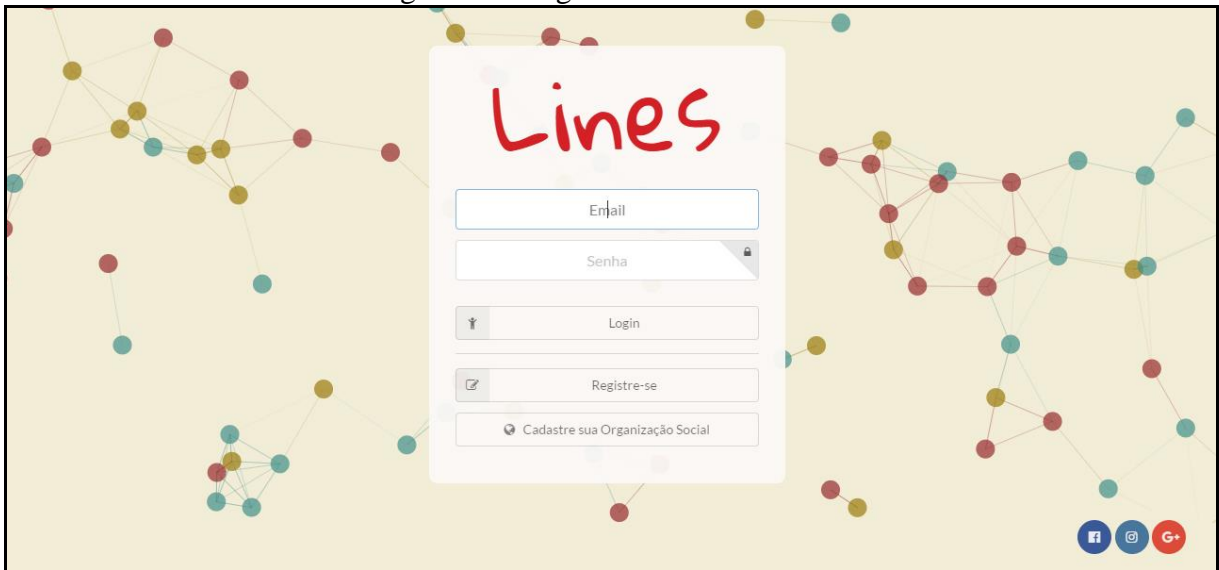 Lines
Email
Senha
Login
Registre-se
Cadastre sua Organização Social
G+